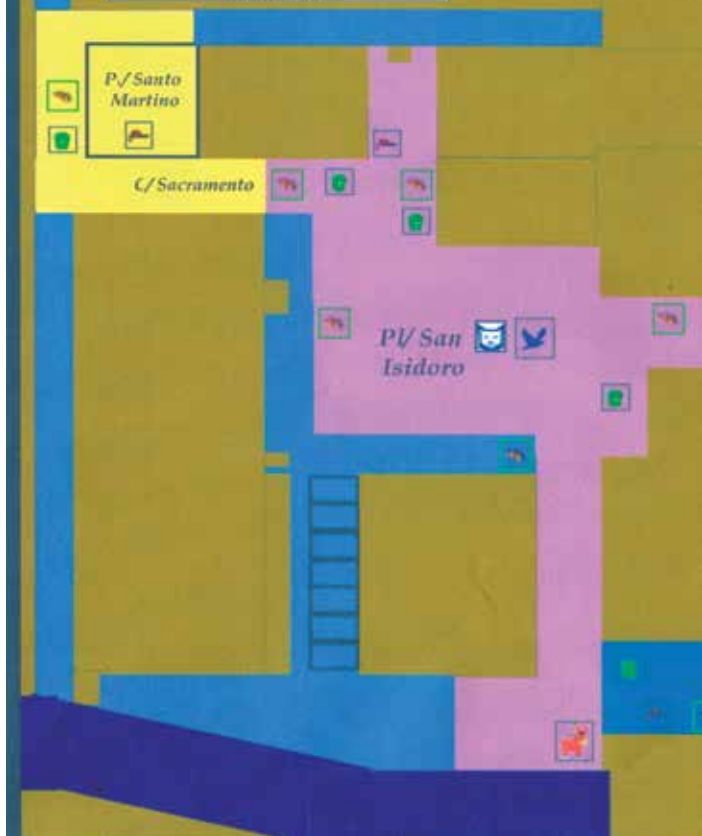 P./ Santo
Martino
C/ Sacramento
Pl/ San
Isidoro